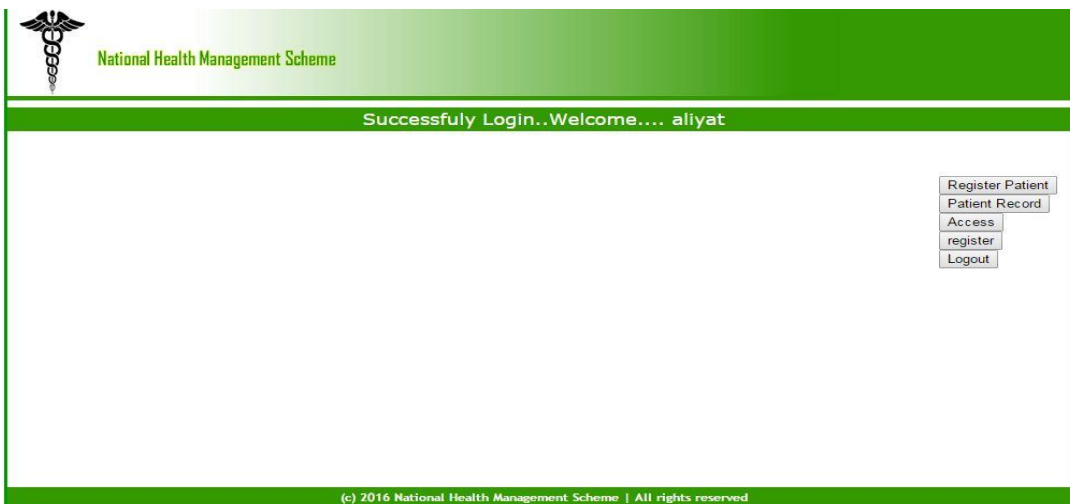 National Health Management Scheme
Successfuly Login..Welcome.... aliyat
Register Patient
Patient Record
Access
register
Logout
(c) 2016 National Health Management Scheme | All rights reserved